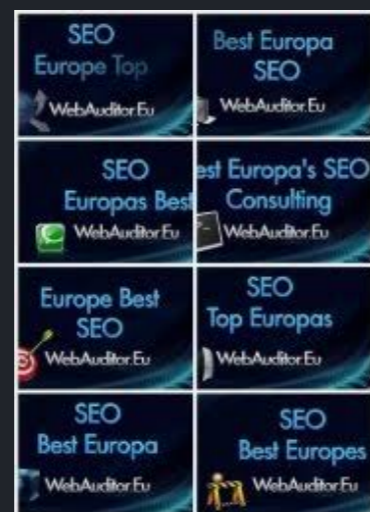 SEO
Europe Top
WebAuditor.Eu
Best Europa
SEO
WebAuditor.Eu
SEO
Europas Best
WebAuditor.Eu
est Europa's SEO
Consulting
WebAuditor.Eu
Europe Best
SEO
WebAuditor.Eu
SEO
Top Europas
WebAuditor.Eu
SEO
Best Europa
WebAuditor.Eu
SEO
Best Europes
WebAuditor.Eu